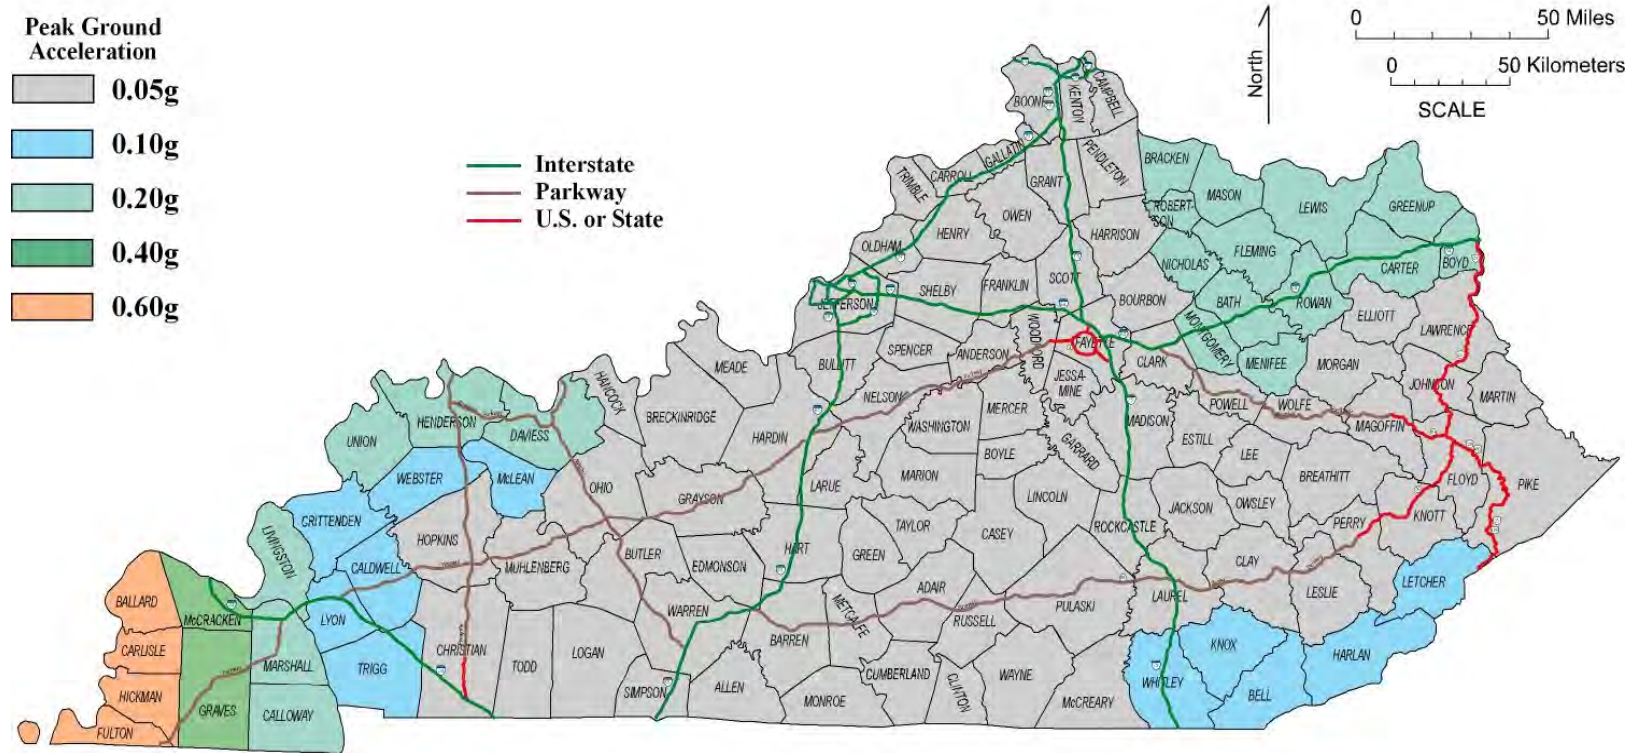 Peak Ground
Acceleration
0.05g
0.10g
0.20g
0.40g
0.60g
Interstate
Parkway
U.S. or State
North
0 50 Miles
0 50 Kilometers
SCALE
KENTON
CAMPBELL
GALLATIN
PENDLETON
BRACKEN
CARROLL
TRIMBLE
GRANT
MASON
OWEN
ROBERT-
SON
LEWIS
GREENUP
HENRY
HARRISON
OLDHAM
FLEMING
NICHOLAS
CARTER
BOYD
SCOTT
SHELBY
FRANKLIN
JEFFERSON
BOURBON
BATH
ROWAN
ELLIOTT
LAWRENCE
WOODFORD
FAYETTE
MONTGOMERY
MENIFEE
BULLITT
SPENCER
ANDERSON
CLARK
MORGAN
MEADE
HANCOCK
JESSA-
MINE
JOHNSON
MARTIN
NELSON
MERCER
POWELL
WOLFE
BRECKINRIDGE
HENDERSON
DAVIESS
UNION
HARDIN
WASHINGTON
MADISON
MAGOFFIN
ESTILL
GARRARD
BOYLE
LEE
WEBSTER
McLEAN
OHIO
GRAYSON
LARUE
MARION
BREATHITT
FLOYD
PIKE
LINCOLN
OWSLEY
JACKSON
CRITTENDEN
LIVINGSTON
HOPKINS
TAYLOR
CASEY
ROCKCASTLE
PERRY
KNOTT
BUTLER
HART
GREEN
CALDWELL
MUHLENBERG
EDMONSON
CLAY
LETCHER
BALLARD
ADAIR
LAUREL
LESLIE
McCRACKEN
LYON
WARREN
METCALFE
RUSSELL
PULASKI
BARREN
CARLISLE
MARSHALL
TRIGG
CHRISTIAN
TODD
LOGAN
KNOX
HARLAN
HICKMAN
GRAVES
CALLOWAY
SIMPSON
ALLEN
MONROE
CUMBERLAND
CLINTON
WAYNE
McCREARY
WHITLEY
BELL
FULTON